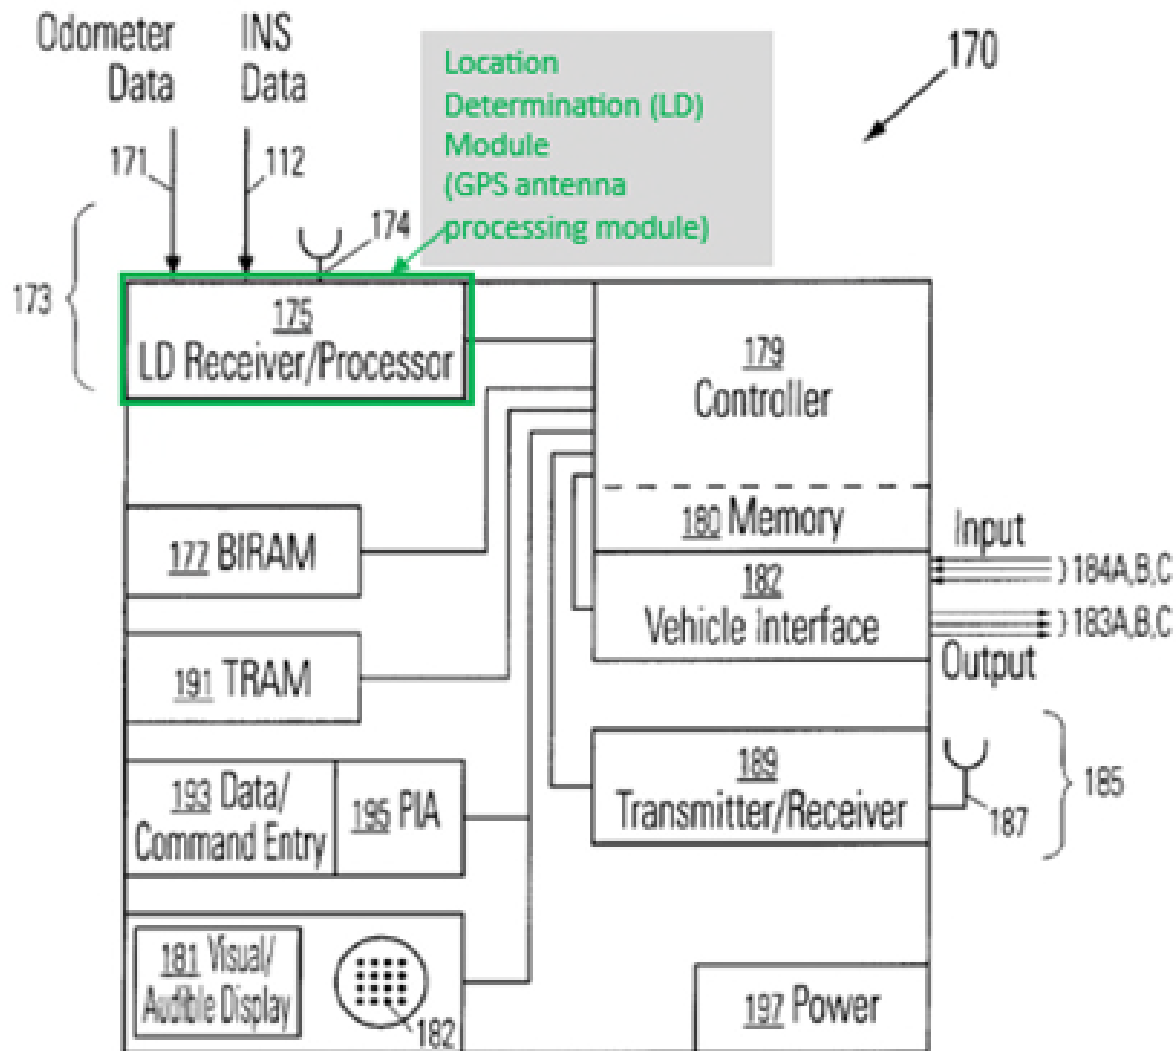 Odometer
Data
INS
Data
Location
Determination (LD)
Module
(GPS antenna
processing module)
170
171
112
174
173
175
LD Receiver/Processor
179
Controller
180 Memory
177 BIRAM
Input
184A,B,C
182
Vehicle Interface
183A,B,C
Output
191 TRAM
189
Transmitter/Receiver
185
187
193 Data/
Command Entry
195 PIA
181 Visual/
Audible Display
182
197 Power